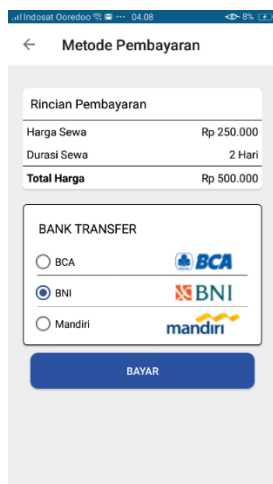 Indosat Ooredoo ... 04.08 8%
Metode Pembayaran
Rincian Pembayaran
Harga Sewa Rp 250.000
Durasi Sewa 2 Hari
Total Harga Rp 500.000
BANK TRANSFER
BCA BCA
BNI BNI
Mandiri mandiri
BAYAR